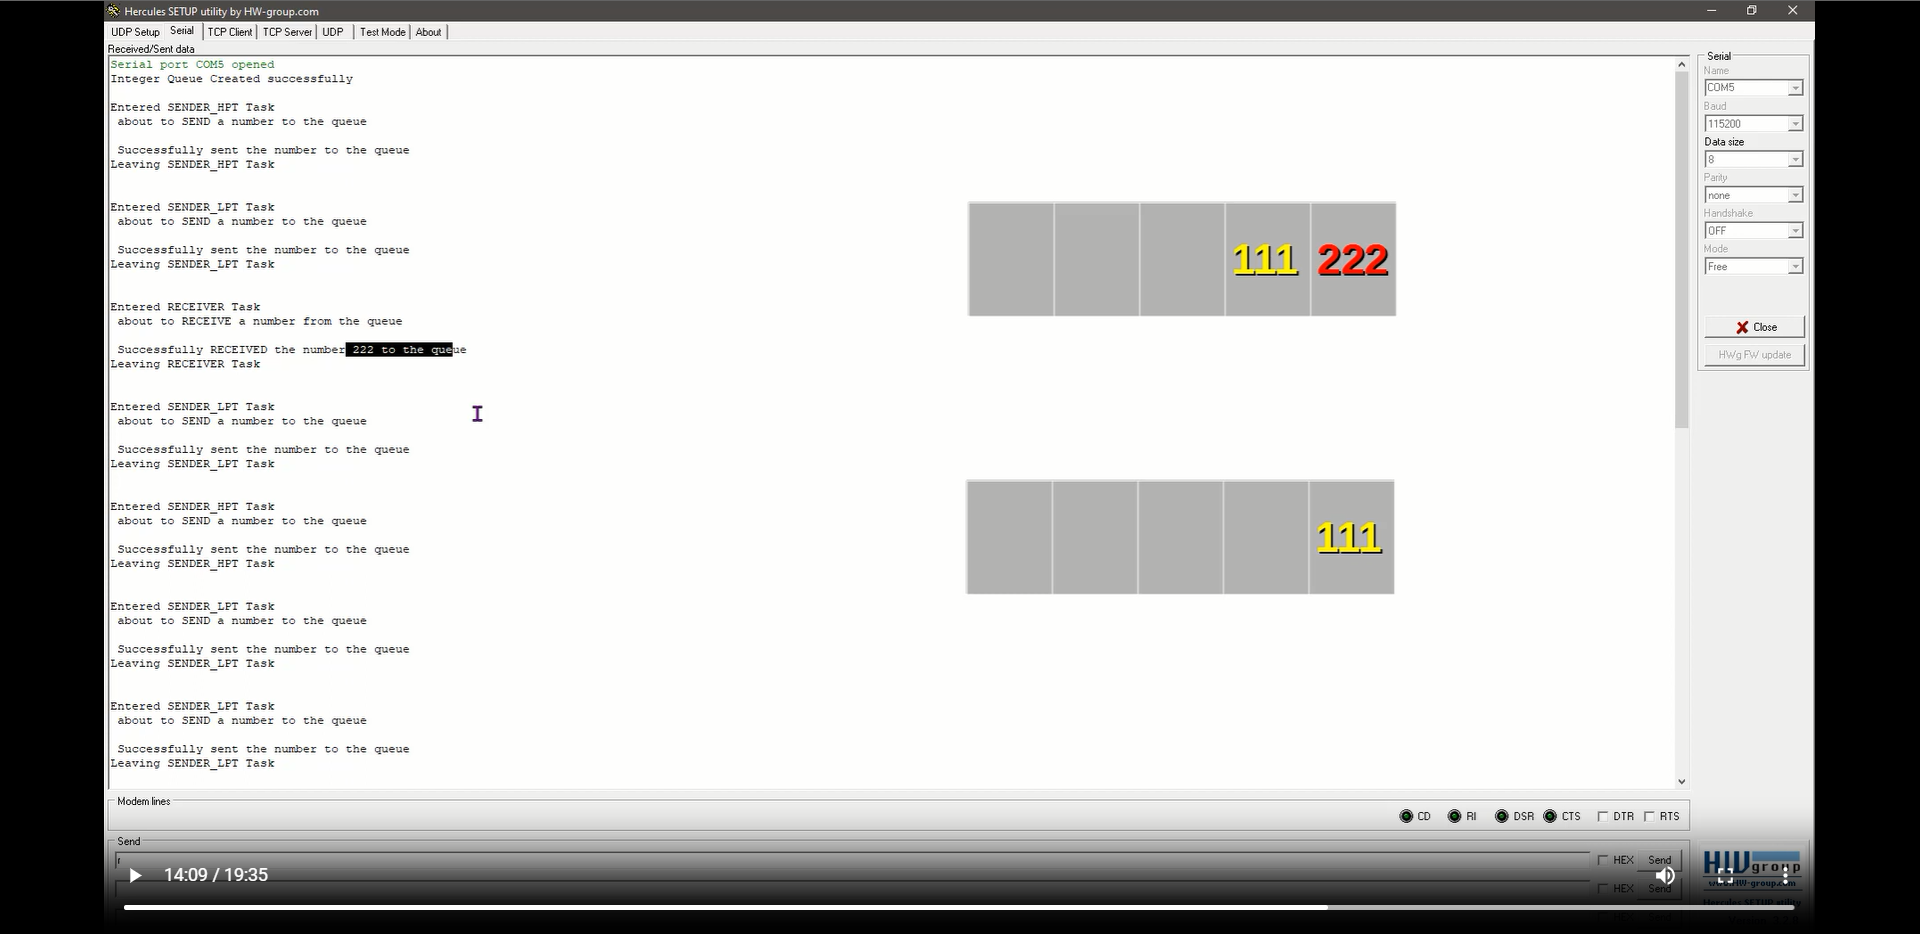 Hercules SETUP utility by HW-group.com
UDP Setup Serial TCP Client TCP Server UDP Test Mode About
Received/Sent data
Serial port COM5 opened
Integer Queue Created successfully
Entered SENDER_HPT Task
about to SEND a number to the queue
Successfully sent the number to the queue
Leaving SENDER_HPT Task
Entered SENDER_LPT Task
about to SEND a number to the queue
Successfully sent the number to the queue
Leaving SENDER_LPT Task
Entered RECEIVER Task
about to RECEIVE a number from the queue
Successfully RECEIVED the number 222 to the queue
Leaving RECEIVER Task
Entered SENDER_LPT Task
about to SEND a number to the queue
Successfully sent the number to the queue
Leaving SENDER_LPT Task
Entered SENDER_HPT Task
about to SEND a number to the queue
Successfully sent the number to the queue
Leaving SENDER_HPT Task
Entered SENDER_LPT Task
about to SEND a number to the queue
Successfully sent the number to the queue
Leaving SENDER_LPT Task
Entered SENDER_LPT Task
about to SEND a number to the queue
Successfully sent the number to the queue
Leaving SENDER_LPT Task
111 222
111
Serial
Name
COM5
Baud
115200
Data size
8
Parity
none
Handshake
OFF
Mode
Free
Close
HWg FW update
Modem lines
CD RI DSR CTS DTR RTS
Send
r
HEX Send
14:09 / 19:35
HEX Send
HW group
www.HW-group.com
Hercules SETUP utility